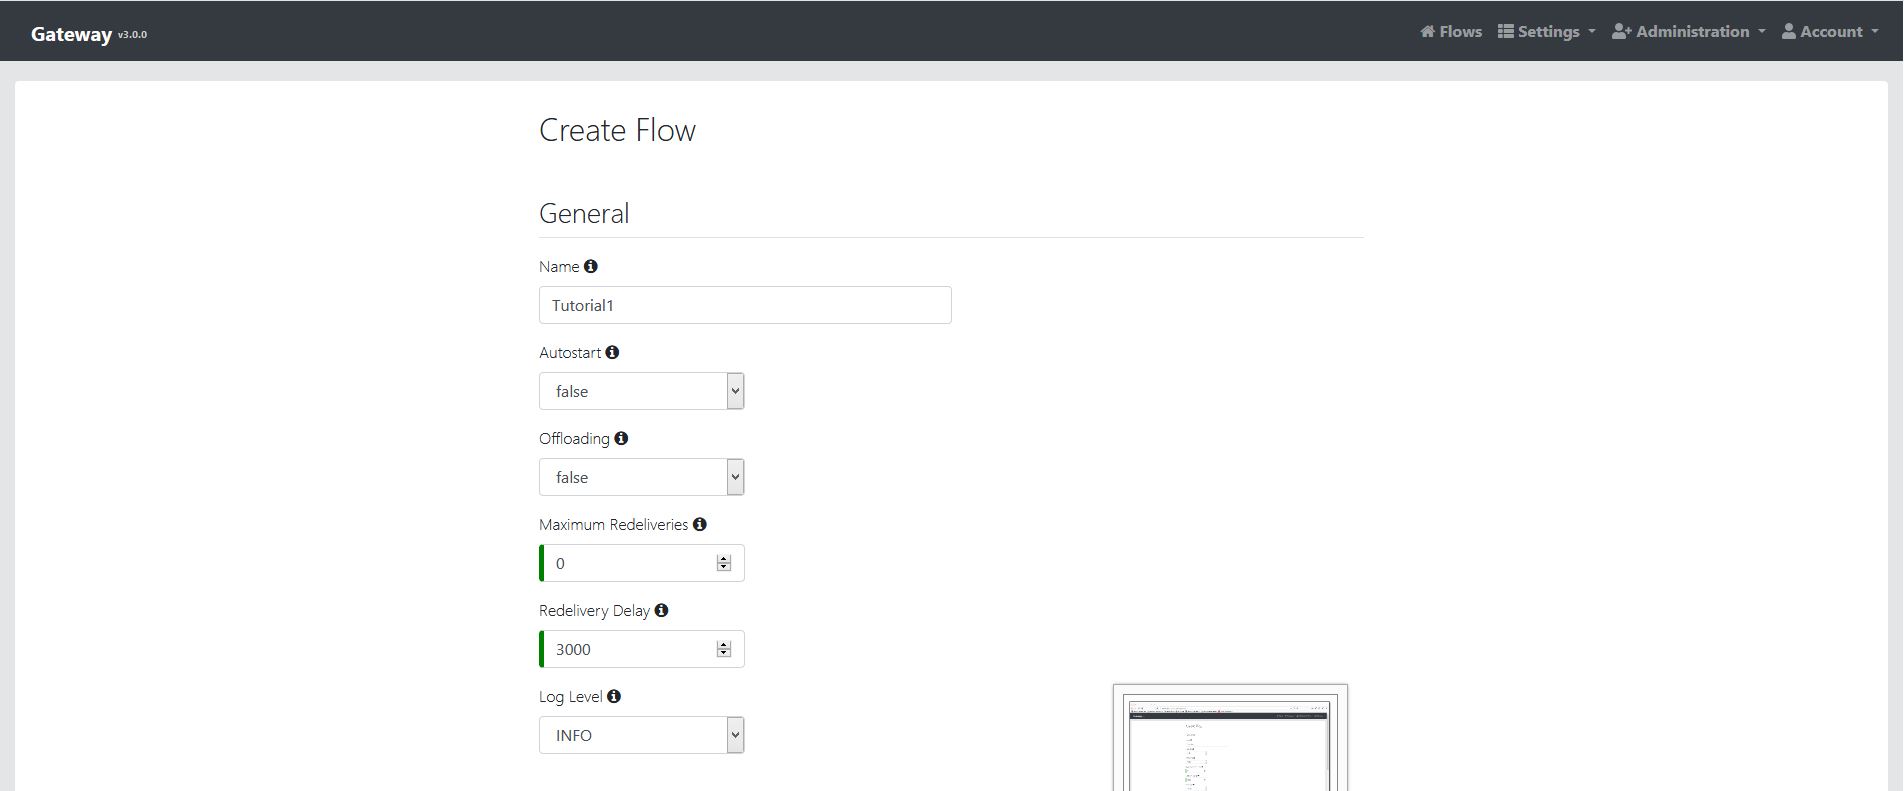 Gateway v3.0.0
Flows Settings Administration Account
Create Flow
General
Name
Tutorial1
Autostart
false
Offloading
false
Maximum Redeliveries
0
Redelivery Delay
3000
Log Level
INFO